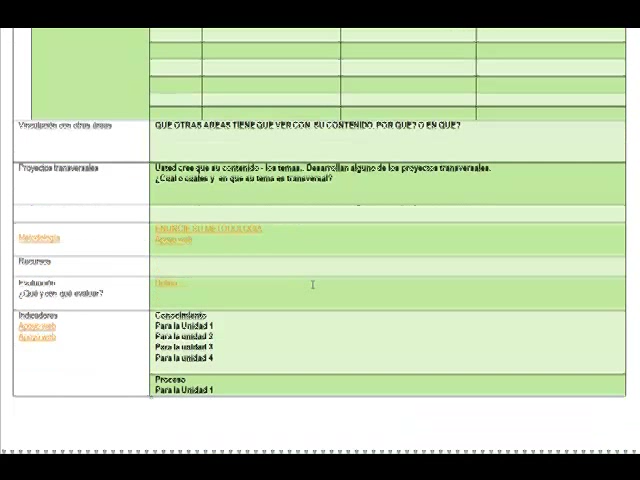 Vinculación con otras áreas
QUE OTRAS AREAS TIENE QUE VER CON SU CONTENIDO. POR QUE? O EN QUE?
Proyectos transversales
Usted cree que su contenido - los temas.. Desarrollan alguno de los proyectos transversales.
¿Cual o cuales y en que su tema es transversal?
Metodología
ENUNCIE SU METODOLOGIA
Apoyo web
Recursos
Evaluación
¿Qué y con qué evaluar?
Indicadores
Apoyo web
Apoyo web
Conocimiento
Para la Unidad 1
Para la unidad 2
Para la unidad 3
Para la unidad 4
Proceso
Para la Unidad 1